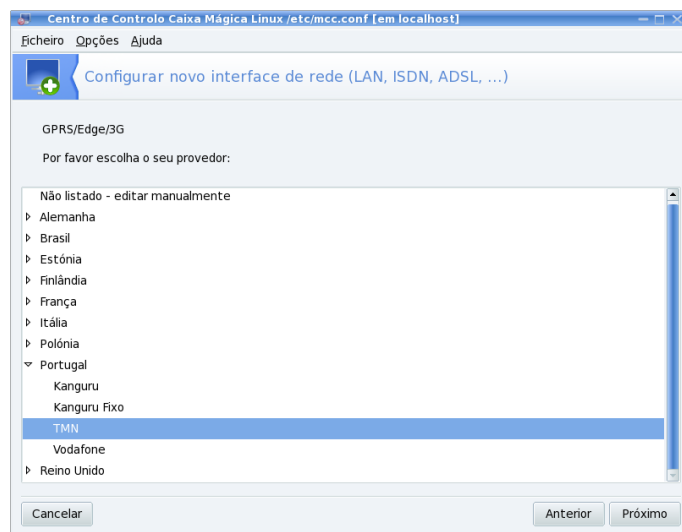 Centro de Controlo Caixa Mágica Linux /etc/mcc.conf [em localhost]
Ficheiro Opções Ajuda
Configurar novo interface de rede (LAN, ISDN, ADSL, ...)
GPRS/Edge/3G
Por favor escolha o seu provedor:
Não listado - editar manualmente
Alemanha
Brasil
Estónia
Finlândia
França
Itália
Polónia
Portugal
Kanguru
Kanguru Fixo
TMN
Vodafone
Reino Unido
Cancelar Anterior Próximo